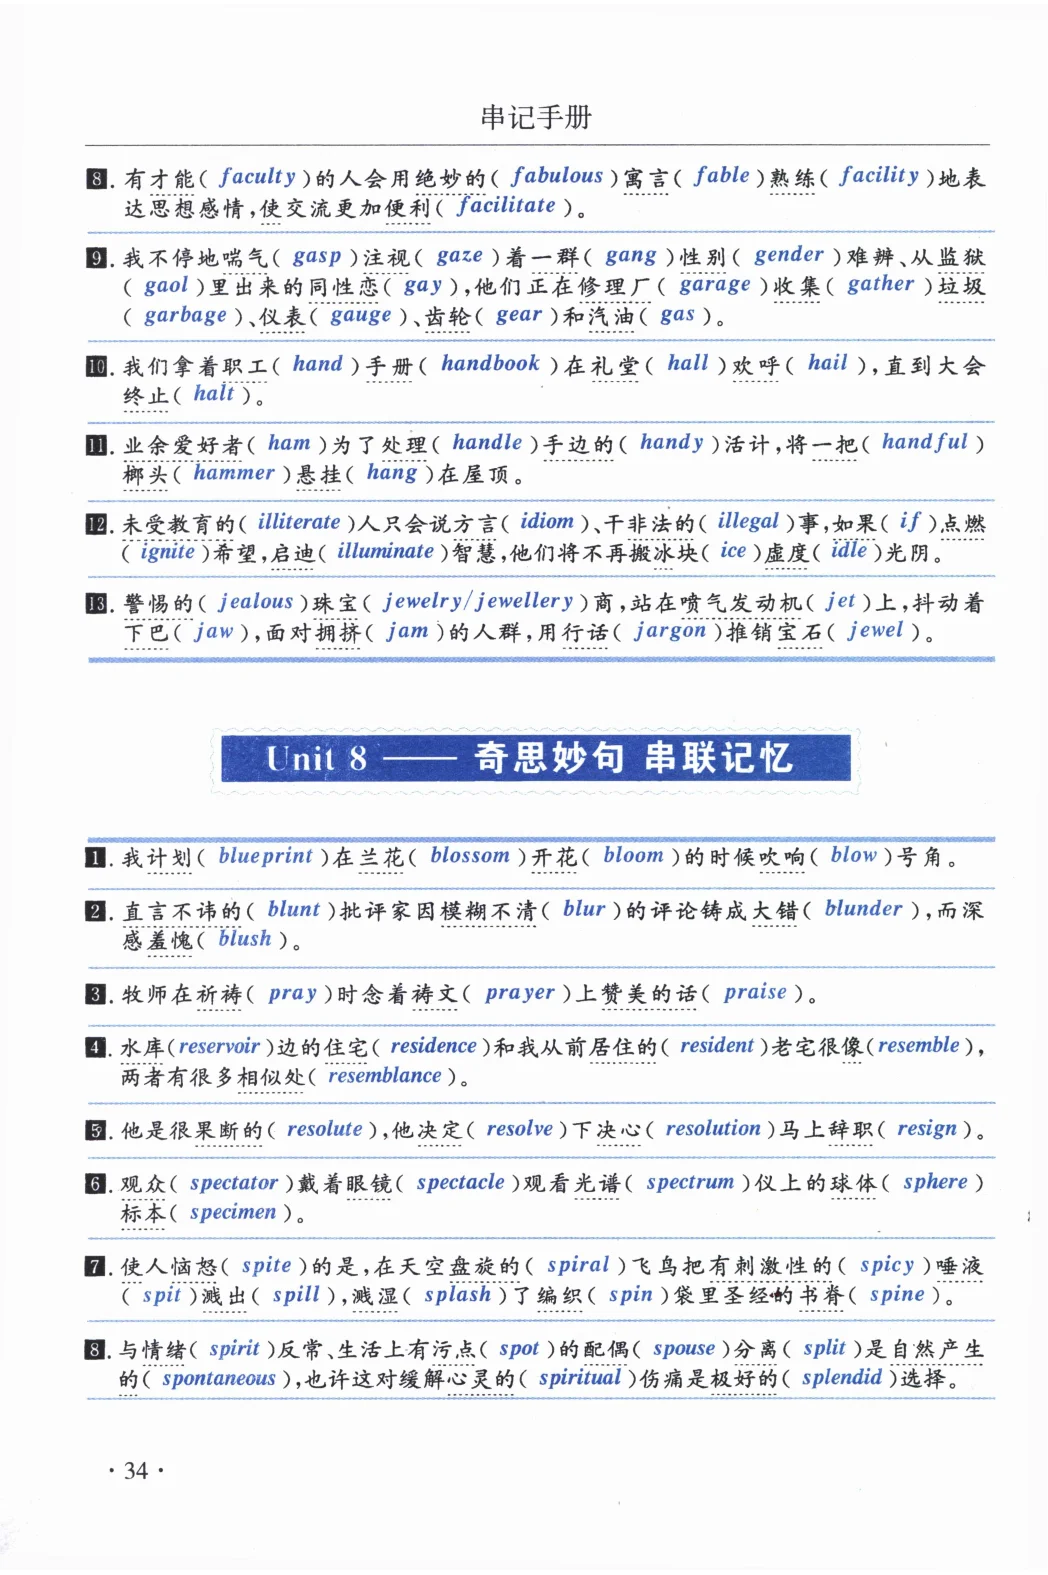 串记手册
8. 有才能( faculty )的人会用绝妙的( fabulous )寓言( fable )熟练( facility )地表
达思想感情,使交流更加便利( facilitate )。
9. 我不停地喘气( gasp )注视( gaze )着一群( gang )性别( gender )难辨、从监狱
( gaol )里出来的同性恋( gay ),他们正在修理厂( garage )收集( gather )垃圾
( garbage )、仪表( gauge )、齿轮( gear )和汽油( gas )。
10. 我们拿着职工( hand )手册( handbook )在礼堂( hall )欢呼( hail ),直到大会
终止( halt )。
11. 业余爱好者( ham )为了处理( handle )手边的( handy )活计,将一把( handful )
榔头( hammer )悬挂( hang )在屋顶。
12. 未受教育的( illiterate )人只会说方言( idiom )、干非法的( illegal )事,如果( if )点燃
( ignite )希望,启迪( illuminate )智慧,他们将不再搬冰块( ice )虚度( idle )光阴。
13. 警惕的( jealous )珠宝( jewelry/jewellery )商,站在喷气发动机( jet )上,抖动着
下巴( jaw ),面对拥挤( jam )的人群,用行话( jargon )推销宝石( jewel )。
Unit 8 —— 奇思妙句 串联记忆
1. 我计划( blueprint )在兰花( blossom )开花( bloom )的时候吹响( blow )号角。
2. 直言不讳的( blunt )批评家因模糊不清( blur )的评论铸成大错( blunder ),而深
感羞愧( blush )。
3. 牧师在祈祷( pray )时念着祷文( prayer )上赞美的话( praise )。
4. 水库( reservoir )边的住宅( residence )和我从前居住的( resident )老宅很像( resemble ),
两者有很多相似处( resemblance )。
5. 他是很果断的( resolute ),他决定( resolve )下决心( resolution )马上辞职( resign )。
6. 观众( spectator )戴着眼镜( spectacle )观看光谱( spectrum )仪上的球体( sphere )
标本( specimen )。
7. 使人恼怒( spite )的是,在天空盘旋的( spiral )飞鸟把有刺激性的( spicy )唾液
( spit )溅出( spill ),溅湿( splash )了编织( spin )袋里圣经的书脊( spine )。
8. 与情绪( spirit )反常、生活上有污点( spot )的配偶( spouse )分离( split )是自然产生
的( spontaneous ),也许这对缓解心灵的( spiritual )伤痛是极好的( splendid )选择。
· 34 ·